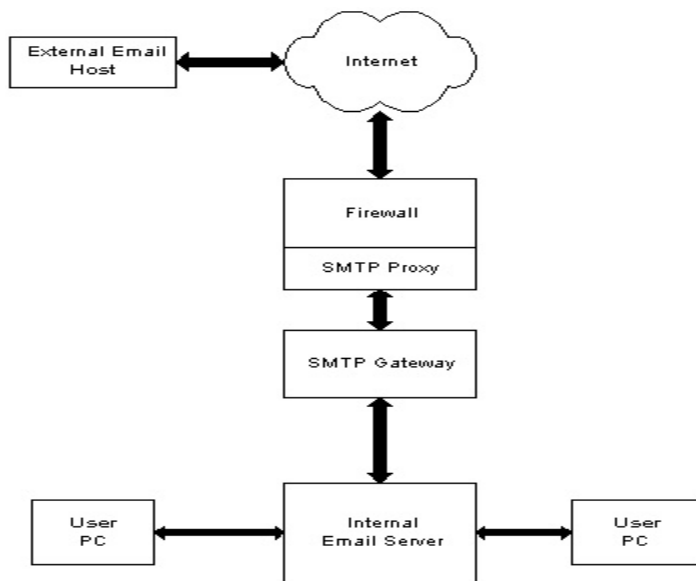 External Email
Host
Internet
Firewall
SMTP Proxy
SMTP Gateway
User
PC
Internal
Email Server
User
PC